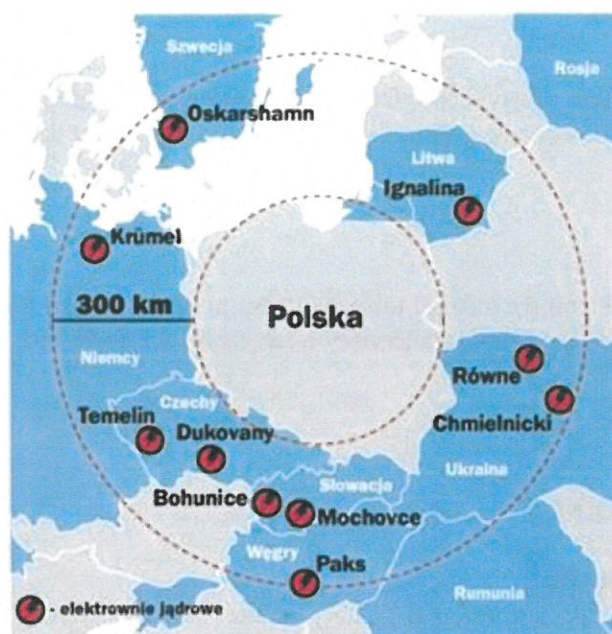 Szwecja
Rosja
Oskarshamn
Litwa
Ignalina
Krümel
300 km
Polska
Niemcy
Równe
Czechy
Temelin
Dukovany
Chmielnicki
Ukraina
Słowacja
Bohunice
Mochovce
Węgry
Paks
Rumunia
- elektrownie jądrowe